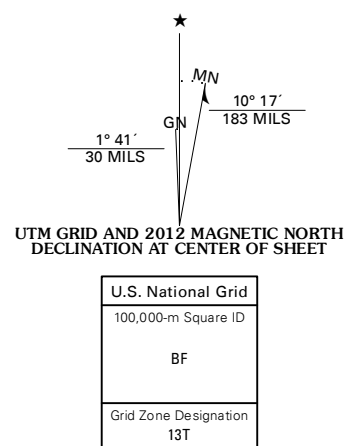 MN
10° 17´
183 MILS
GN
1° 41´
30 MILS
UTM GRID AND 2012 MAGNETIC NORTH
DECLINATION AT CENTER OF SHEET
U.S. National Grid
100,000-m Square ID
BF
Grid Zone Designation
13T